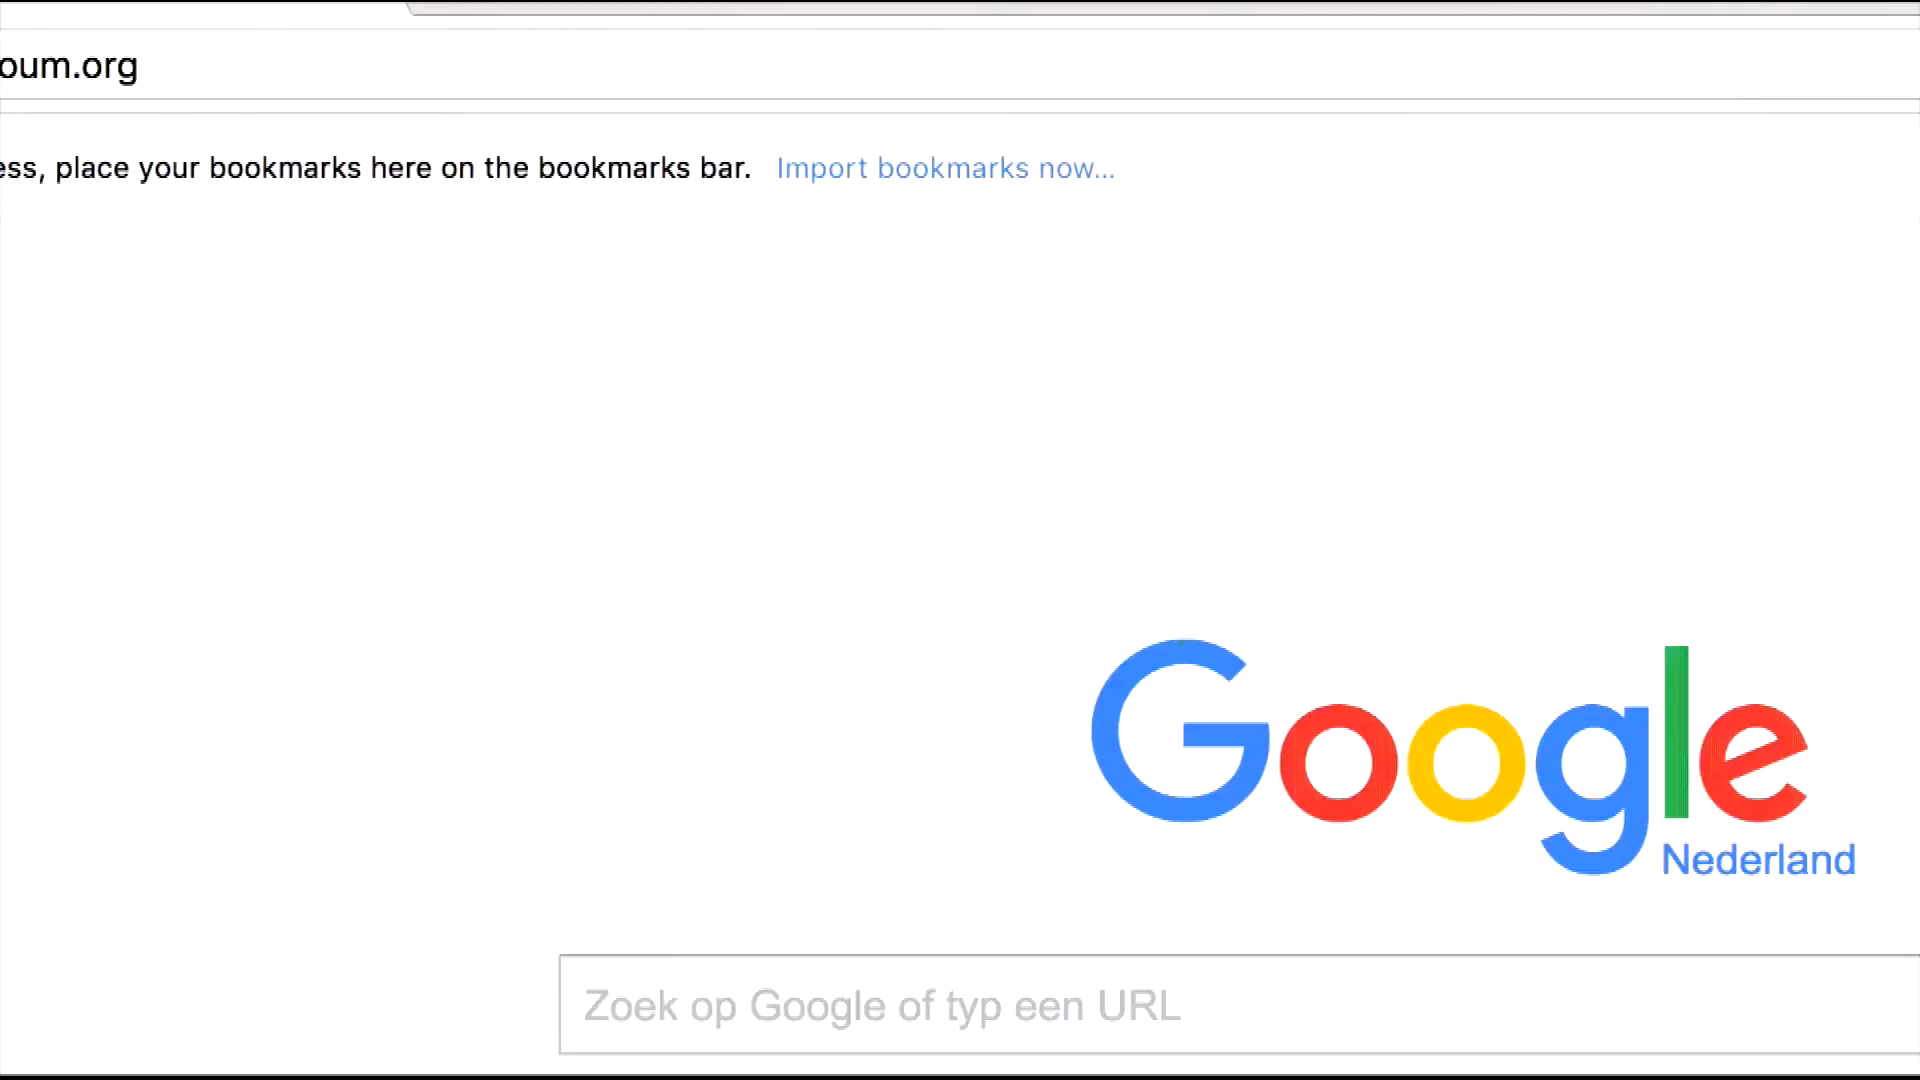 oum.org
ess, place your bookmarks here on the bookmarks bar. Import bookmarks now...
Google
Nederland
Zoek op Google of typ een URL